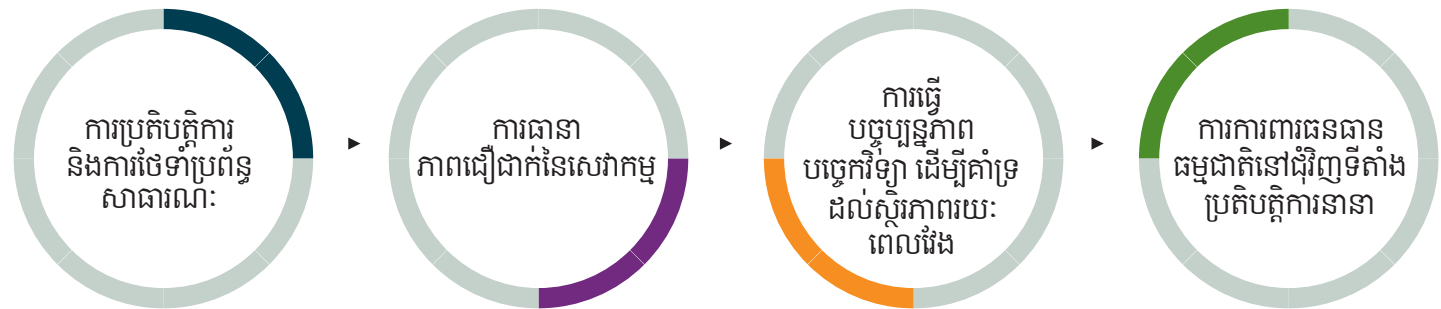 ការប្រតិបត្តិការ
និងការថែទាំប្រព័ន្ធ
សាធារណៈ
ការធានា
ភាពជឿជាក់នៃសេវាកម្ម
ការធ្វើ
បច្ចុប្បន្នភាព
បច្ចេកវិទ្យា ដើម្បីគាំទ្រ
ដល់ស្ថិរភាពរយៈ
ពេលវែង
ការការពារធនធាន
ធម្មជាតិនៅជុំវិញទីតាំង
ប្រតិបត្តិការនានា